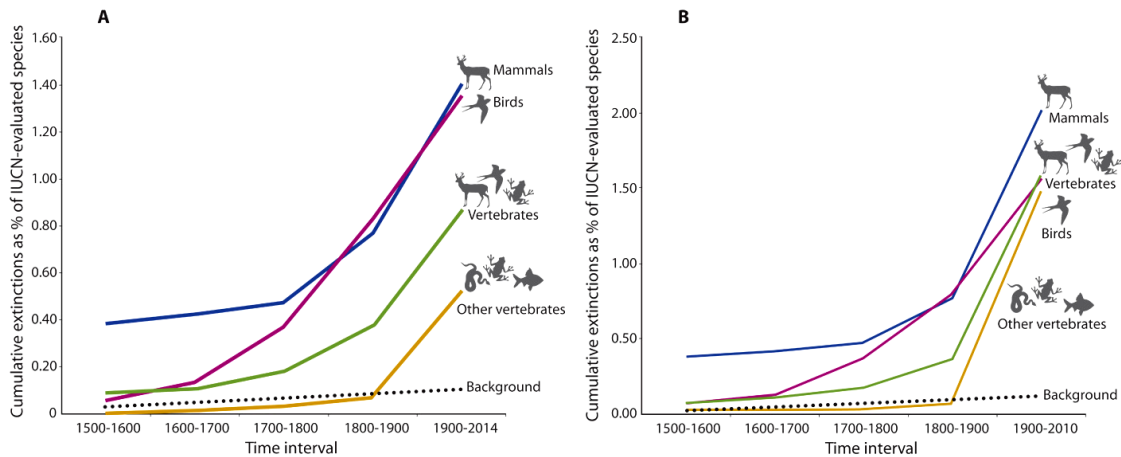 A
Cumulative extinctions as % of IUCN-evaluated species
1.60
1.40
1.20
1.00
0.80
0.60
0.40
0.20
0
Mammals
Birds
Vertebrates
Other vertebrates
Background
1500-1600 1600-1700 1700-1800 1800-1900 1900-2014
Time interval
B
Cumulative extinctions as % of IUCN-evaluated species
2.50
2.00
1.50
1.00
0.50
0.00
Mammals
Vertebrates
Birds
Other vertebrates
Background
1500-1600 1600-1700 1700-1800 1800-1900 1900-2010
Time interval